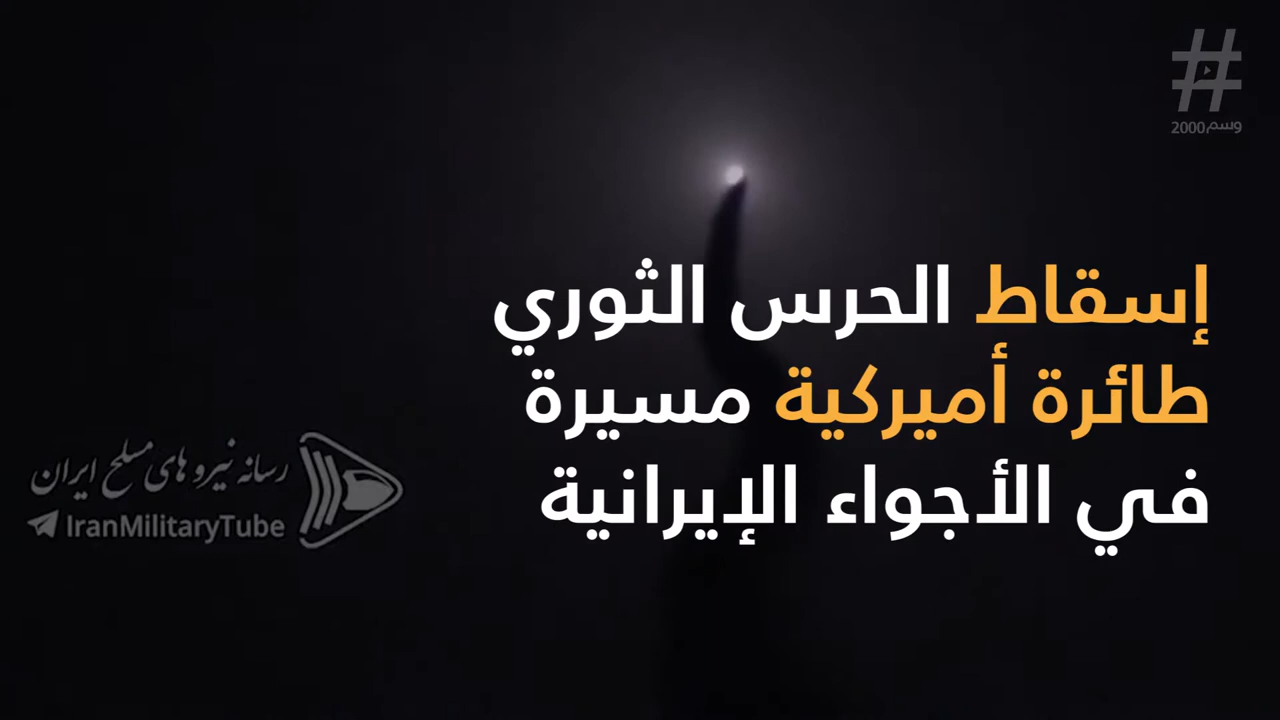 وسم2000
إسقاط الحرس الثوري
طائرة أميركية مسيرة
في الأجواء الإيرانية
رسانه نیروهای مسلح ایران
IranMilitaryTube